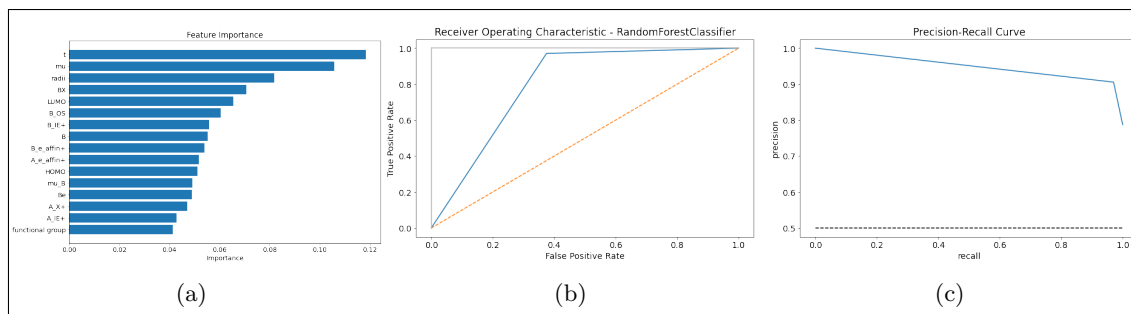 Feature Importance
t
mu
radii
BX
LUMO
B_OS
B_IE+
B
B_e_affin+
A_e_affin+
HOMO
mu_B
Be
A_X+
A_IE+
functional group
0.00 0.02 0.04 0.06 0.08 0.10 0.12
Importance
(a)
Receiver Operating Characteristic - RandomForestClassifier
True Positive Rate
1.0
0.8
0.6
0.4
0.2
0.0
0.0 0.2 0.4 0.6 0.8 1.0
False Positive Rate
(b)
Precision-Recall Curve
precision
1.0
0.9
0.8
0.7
0.6
0.5
0.0 0.2 0.4 0.6 0.8 1.0
recall
(c)